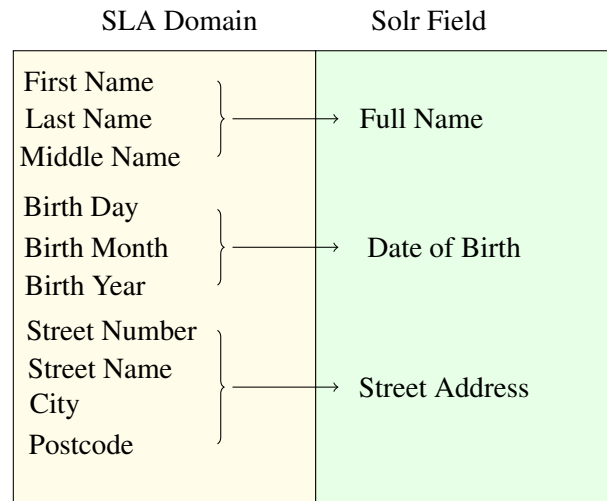 SLA Domain Solr Field
First Name
Last Name
Middle Name
Full Name
Birth Day
Birth Month
Birth Year
Date of Birth
Street Number
Street Name
City
Postcode
Street Address